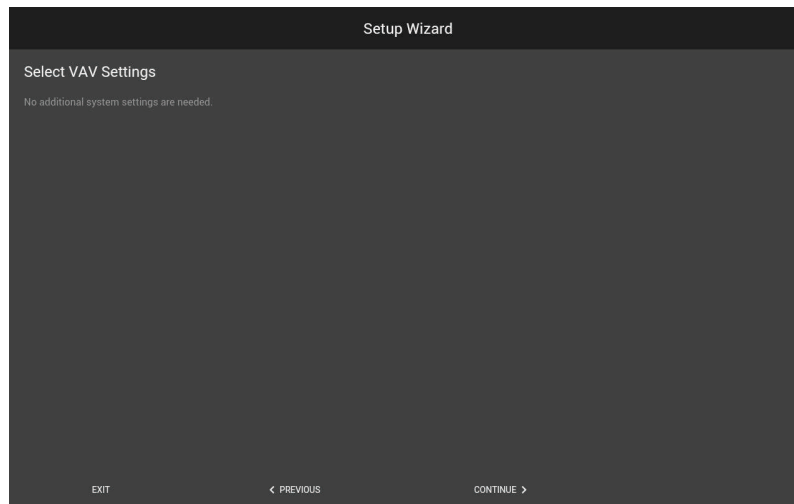 Setup Wizard
Select VAV Settings
No additional system settings are needed.
EXIT
PREVIOUS
CONTINUE